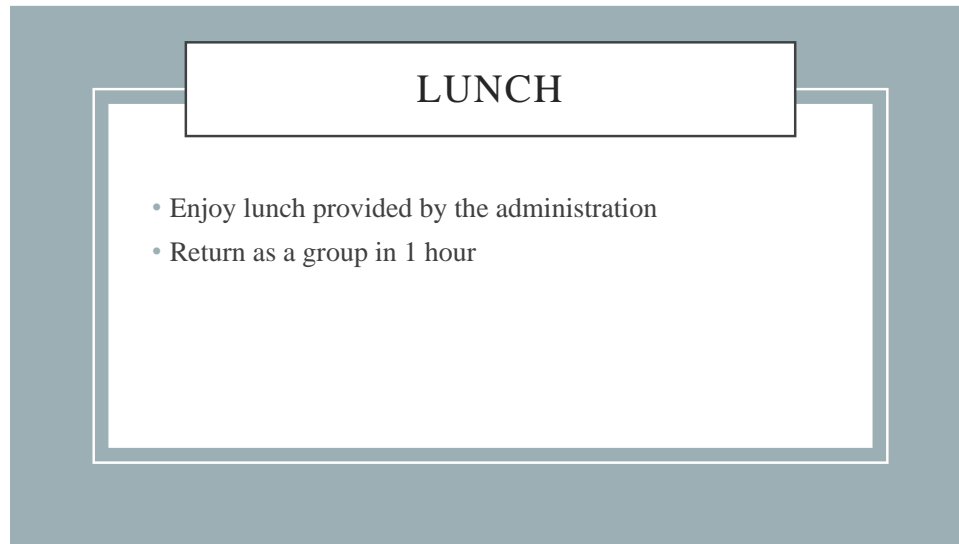 LUNCH
• Enjoy lunch provided by the administration
• Return as a group in 1 hour